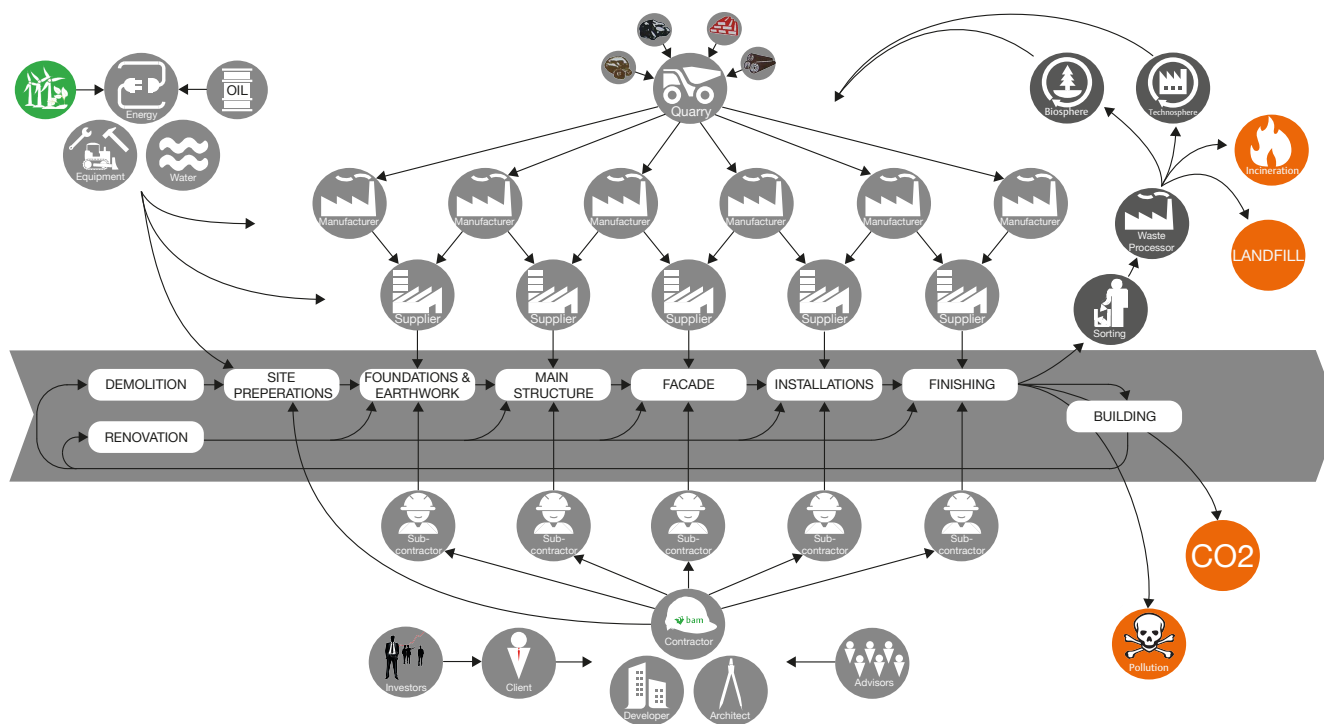 Biosphere
Technosphere
OIL
Energy
Quarry
Incineration
Equipment
Water
Manufacturer
Manufacturer
Manufacturer
Manufacturer
Manufacturer
Manufacturer
Waste
Processor
LANDFILL
Supplier
Supplier
Supplier
Supplier
Supplier
Sorting
DEMOLITION
SITE
PREPERATIONS
FOUNDATIONS &
EARTHWORK
MAIN
STRUCTURE
FACADE
INSTALLATIONS
FINISHING
BUILDING
RENOVATION
Sub-
contractor
Sub-
contractor
Sub-
contractor
Sub-
contractor
Sub-
contractor
CO2
bam
Contractor
Pollution
Investors
Client
Advisors
Developer
Architect